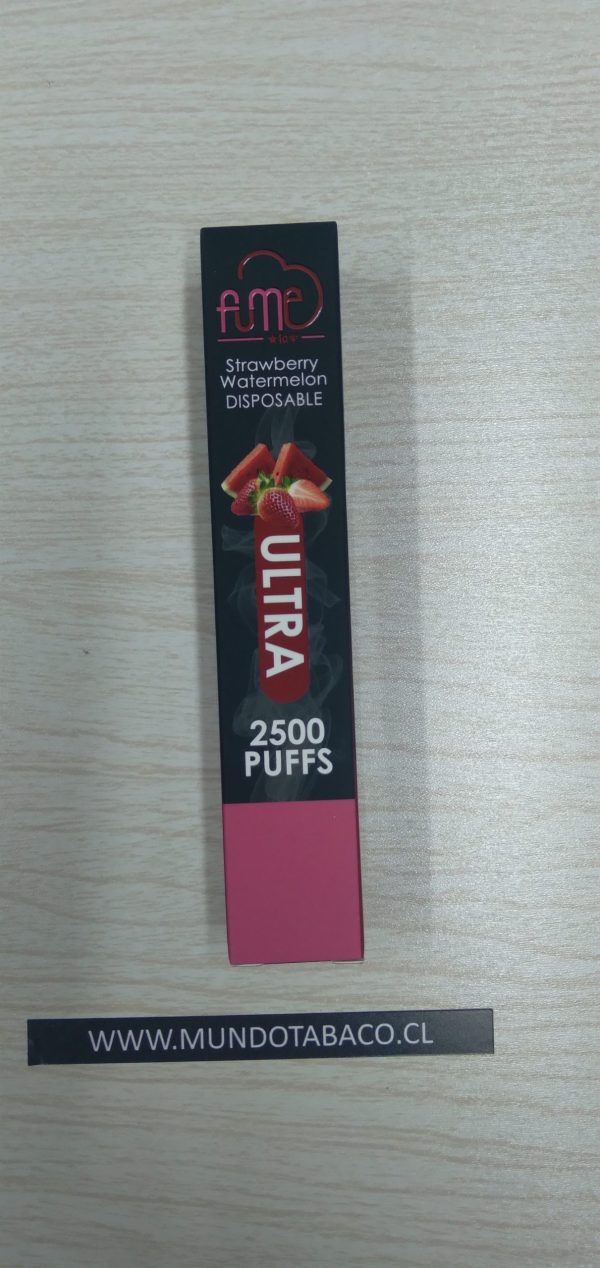 fume
Strawberry
Watermelon
DISPOSABLE
ULTRA
2500
PUFFS
WWW.MUNDOTABACO.CL